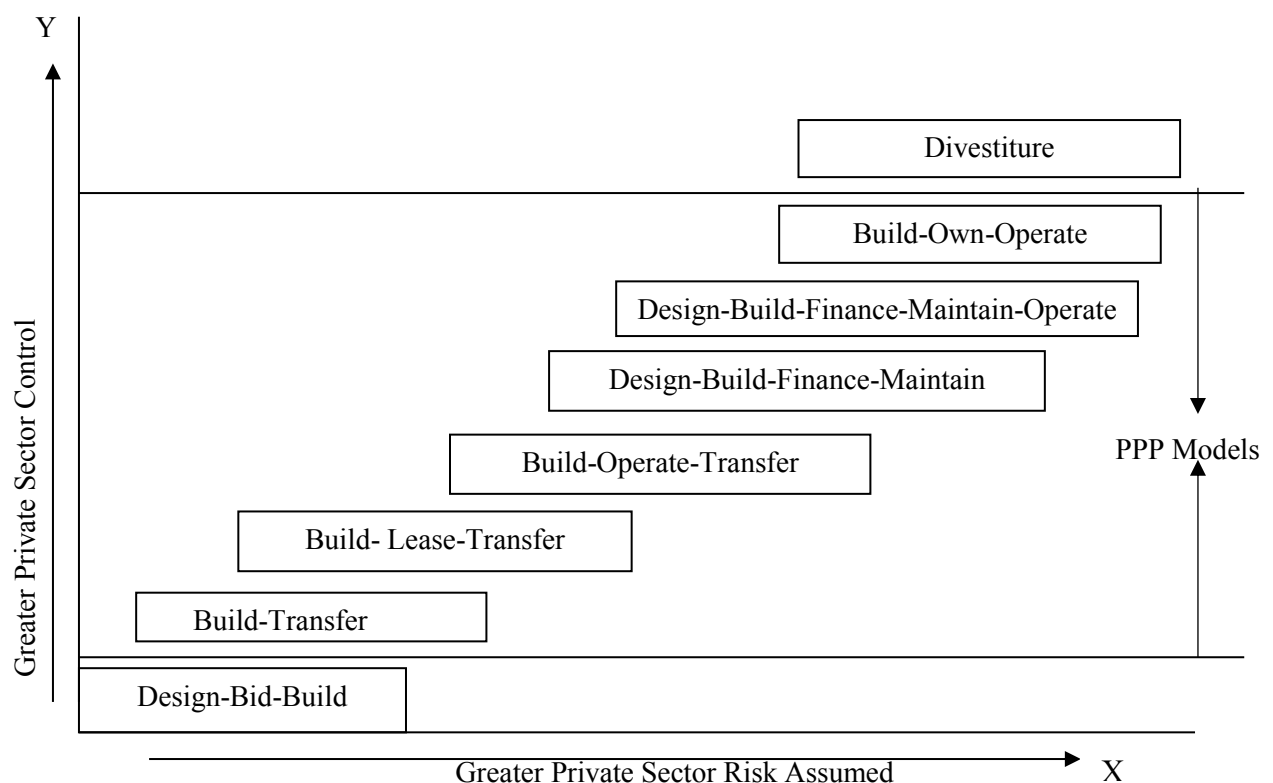 Y
Divestiture
Build-Own-Operate
Design-Build-Finance-Maintain-Operate
Design-Build-Finance-Maintain
PPP Models
Build-Operate-Transfer
Build- Lease-Transfer
Build-Transfer
Design-Bid-Build
Greater Private Sector Control
Greater Private Sector Risk Assumed
X